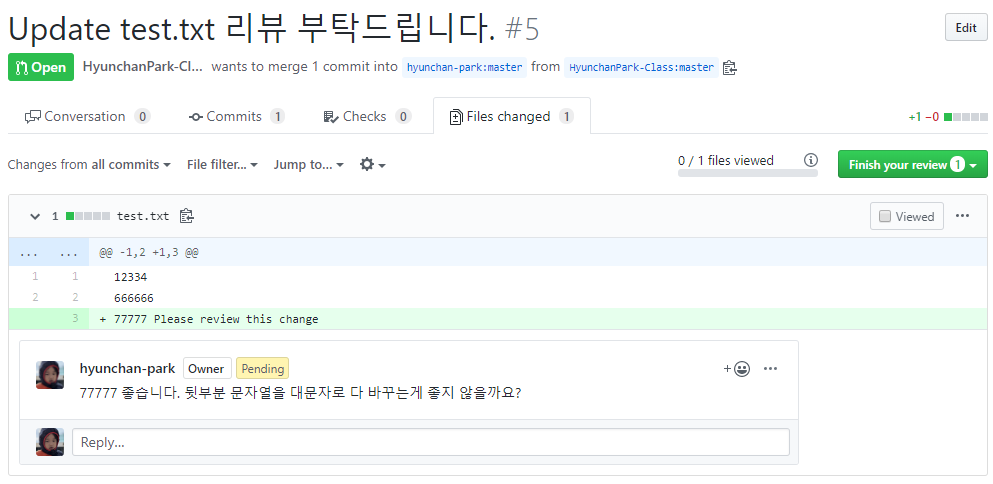 Update test.txt 리뷰 부탁드립니다. #5
Edit
Open HyunchanPark-Cl... wants to merge 1 commit into hyunchan-park:master from HyunchanPark-Class:master
Conversation 0 Commits 1 Checks 0 Files changed 1 +1 −0
Changes from all commits File filter... Jump to... 0 / 1 files viewed Finish your review 1
1 test.txt Viewed ...
... ... @@ -1,2 +1,3 @@
1 1 12334
2 2 666666
3 + 77777 Please review this change
hyunchan-park Owner Pending + ...
77777 좋습니다. 뒷부분 문자열을 대문자로 다 바꾸는게 좋지 않을까요?
Reply...